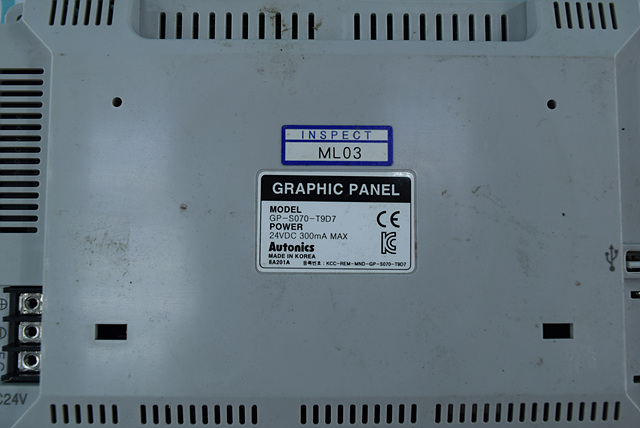 INSPECT
ML03
GRAPHIC PANEL
MODEL
GP-S070-T9D7
POWER
24VDC 300mA MAX
Autonics
MADE IN KOREA
8A201A 등록번호 : KCC-REM-MND-GP-S070-T9D7
CE
C24V